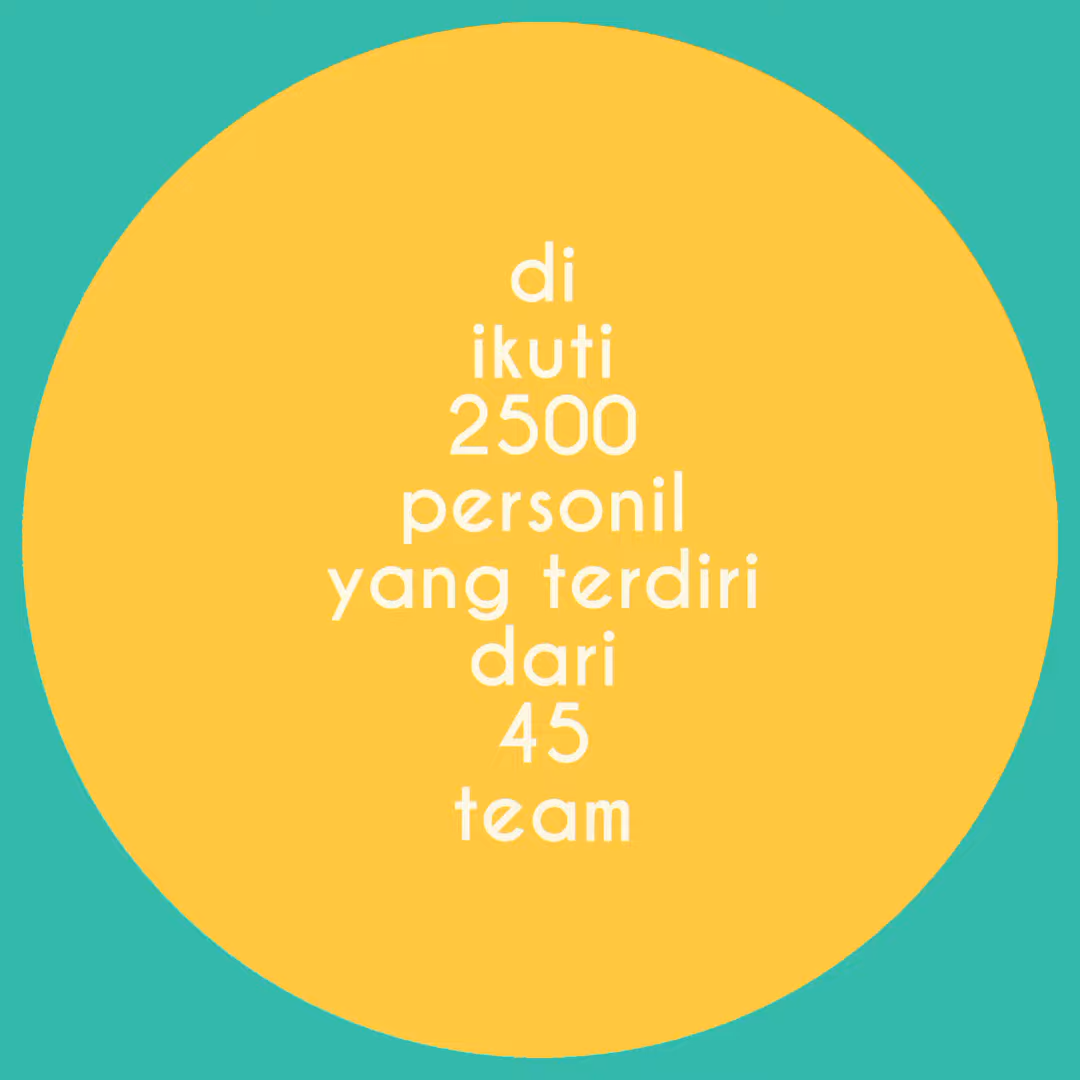 di
ikuti
2500
personil
yang terdiri
dari
45
team